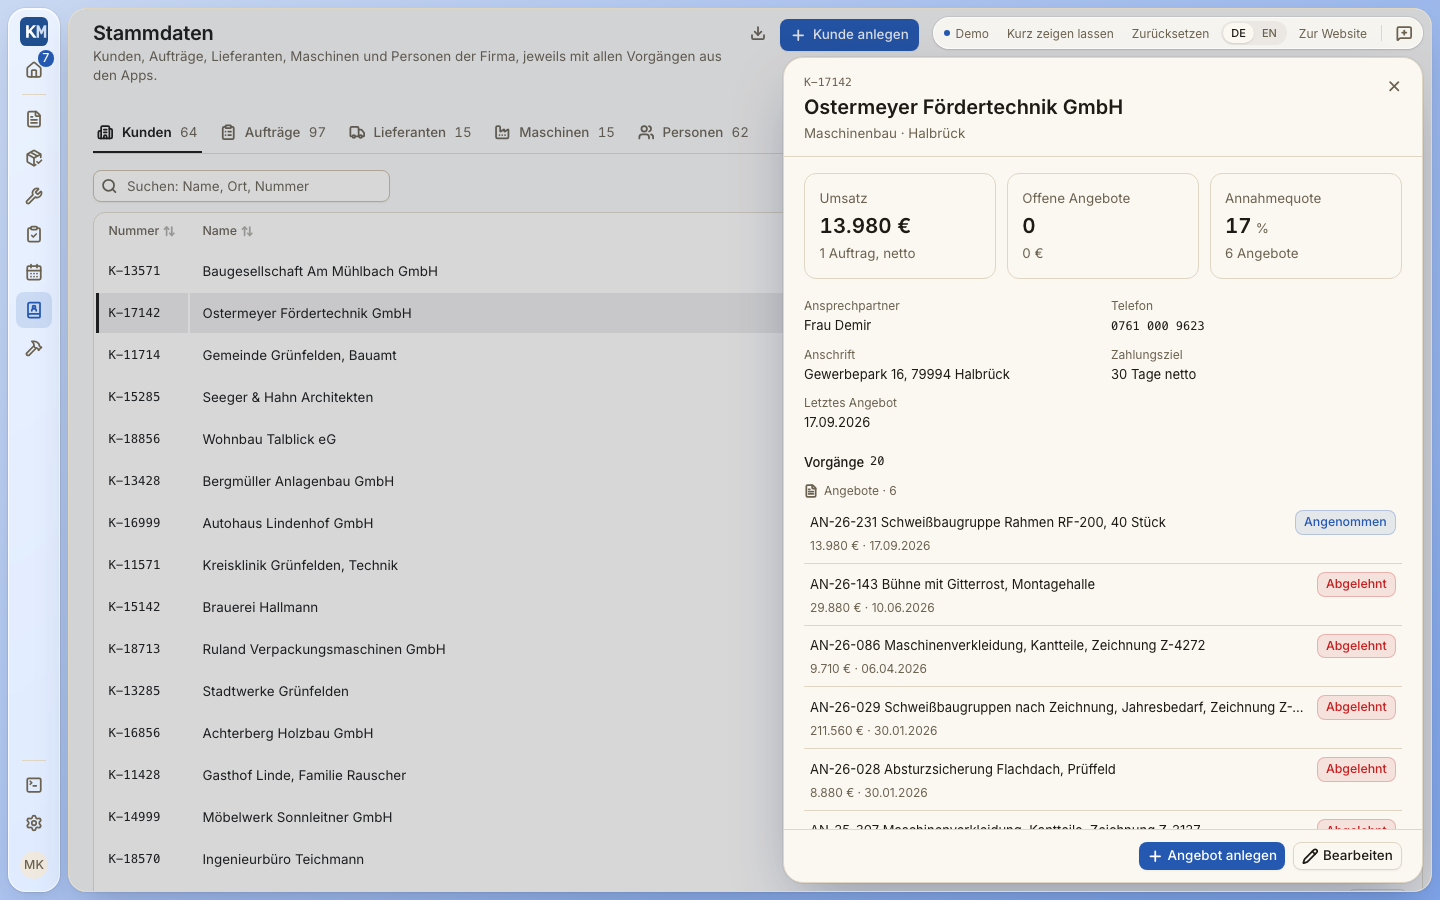 KM
7
MK
Stammdaten
Kunden, Aufträge, Lieferanten, Maschinen und Personen der Firma, jeweils mit allen Vorgängen aus
den Apps.
Kunde anlegen
Demo
Kurz zeigen lassen
Zurücksetzen
DE
EN
Zur Website
Kunden 64
Aufträge 97
Lieferanten 15
Maschinen 15
Personen 62
Suchen: Name, Ort, Nummer
Nummer
Name
K-13571 Baugesellschaft Am Mühlbach GmbH
K-17142 Ostermeyer Fördertechnik GmbH
K-11714 Gemeinde Grünfelden, Bauamt
K-15285 Seeger & Hahn Architekten
K-18856 Wohnbau Talblick eG
K-13428 Bergmüller Anlagenbau GmbH
K-16999 Autohaus Lindenhof GmbH
K-11571 Kreisklinik Grünfelden, Technik
K-15142 Brauerei Hallmann
K-18713 Ruland Verpackungsmaschinen GmbH
K-13285 Stadtwerke Grünfelden
K-16856 Achterberg Holzbau GmbH
K-11428 Gasthof Linde, Familie Rauscher
K-14999 Möbelwerk Sonnleitner GmbH
K-18570 Ingenieurbüro Teichmann
K-17142
Ostermeyer Fördertechnik GmbH
Maschinenbau · Halbrück
Umsatz
13.980 €
1 Auftrag, netto
Offene Angebote
0
0 €
Annahmequote
17 %
6 Angebote
Ansprechpartner
Frau Demir
Telefon
0761 000 9623
Anschrift
Gewerbepark 16, 79994 Halbrück
Zahlungsziel
30 Tage netto
Letztes Angebot
17.09.2026
Vorgänge 20
Angebote · 6
AN-26-231 Schweißbaugruppe Rahmen RF-200, 40 Stück
Angenommen
13.980 € · 17.09.2026
AN-26-143 Bühne mit Gitterrost, Montagehalle
Abgelehnt
29.880 € · 10.06.2026
AN-26-086 Maschinenverkleidung, Kantteile, Zeichnung Z-4272
Abgelehnt
9.710 € · 06.04.2026
AN-26-029 Schweißbaugruppen nach Zeichnung, Jahresbedarf, Zeichnung Z-...
Abgelehnt
211.560 € · 30.01.2026
AN-26-028 Absturzsicherung Flachdach, Prüffeld
Abgelehnt
8.880 € · 30.01.2026
Angebot anlegen
Bearbeiten